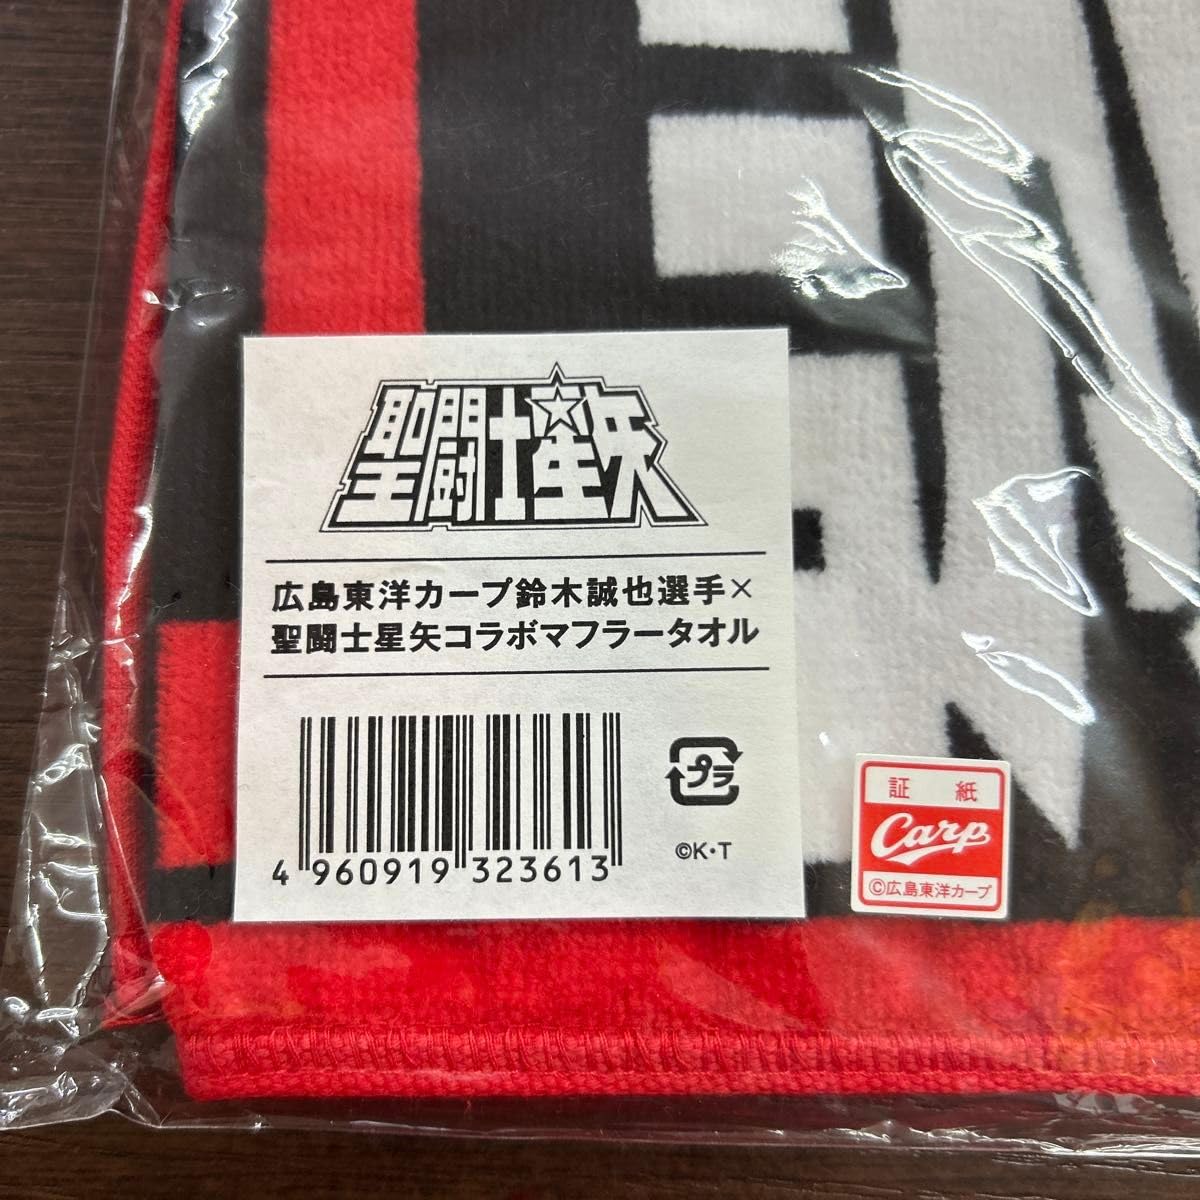 聖闘士星矢
広島東洋カープ鈴木誠也選手×
聖闘士星矢コラボマフラータオル
4 960919 323613
プラ
©K・T
証紙
Carp
©広島東洋カープ